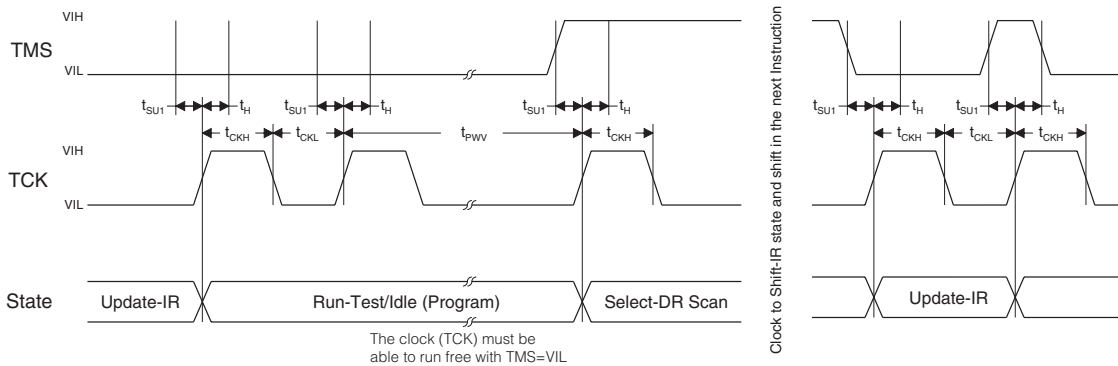 VIH
TMS
VIL
tSU1 tH tSU1 tH tSU1 tH tSU1 tH tSU1 tH
tCKH tCKL tPWV tCKH tCKH tCKL tCKH
VIH
TCK
VIL
State
Update-IR
Run-Test/Idle (Program)
Select-DR Scan
Update-IR
The clock (TCK) must be
able to run free with TMS=VIL
Clock to Shift-IR state and shift in the next Instruction